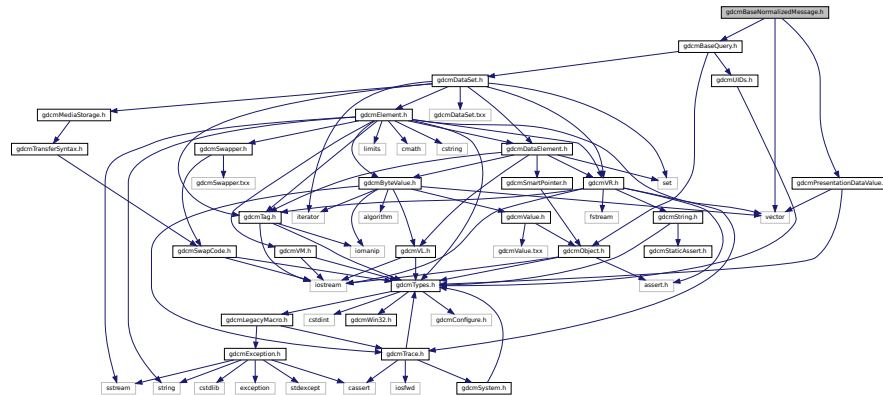 gdcmBaseNormalizedMessage.h
gdcmBaseQuery.h
gdcmDataSet.h
gdcmUIDs.h
gdcmMediaStorage.h
gdcmElement.h
gdcmDataSet.txx
gdcmTransferSyntax.h
gdcmSwapper.h
limits
cmath
cstring
gdcmDataElement.h
gdcmSwapper.txx
gdcmByteValue.h
gdcmSmartPointer.h
gdcmVR.h
set
gdcmPresentationDataValue.
gdcmTag.h
iterator
algorithm
gdcmValue.h
fstream
gdcmString.h
vector
gdcmSwapCode.h
gdcmVM.h
iomanip
gdcmVL.h
gdcmValue.txx
gdcmObject.h
gdcmStaticAssert.h
iostream
gdcmTypes.h
assert.h
gdcmLegacyMacro.h
cstdint
gdcmWin32.h
gdcmConfigure.h
gdcmException.h
gdcmTrace.h
sstream
string
cstdlib
exception
stdexcept
cassert
iosfwd
gdcmSystem.h